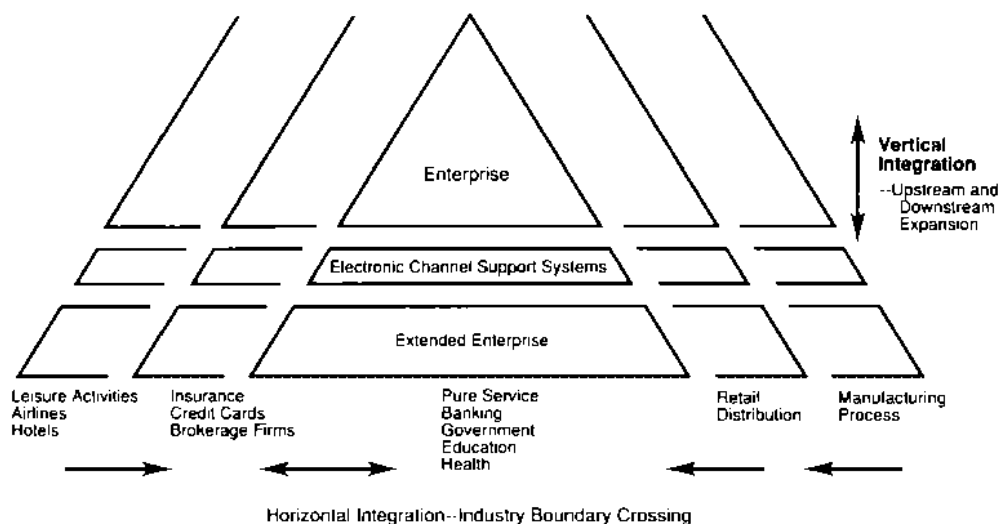 Enterprise
Vertical
Integration
--Upstream and
Downstream
Expansion
Electronic Channel Support Systems
Extended Enterprise
Leisure Activities
Airlines
Hotels
Insurance
Credit Cards
Brokerage Firms
Pure Service
Banking
Government
Education
Health
Retail
Distribution
Manufacturing
Process
Horizontal Integration--Industry Boundary Crossing